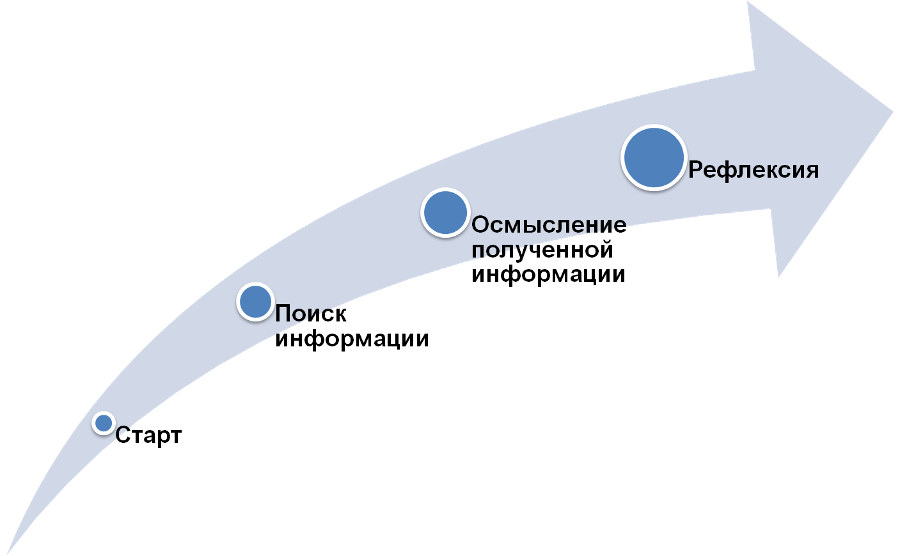 Рефлексия
Осмысление
полученной
информации
Поиск
информации
Старт